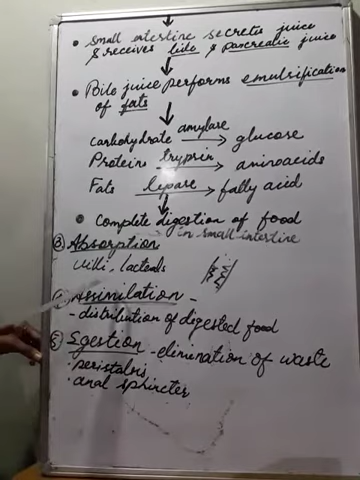 • Small intestine secretes juice
& receives bile & pancreatic juice
• Bile juice performs emulsification
of fats
Carbohydrate amylase → glucose
Proteins trypsin → aminoacids
Fats lipase → fatty acid
• Complete digestion of food
in small intestine
③ Absorption
villi, lacteals
④ Assimilation -
- distribution of digested food
⑤ Egestion - elimination of waste
• peristalsis
• anal sphincter